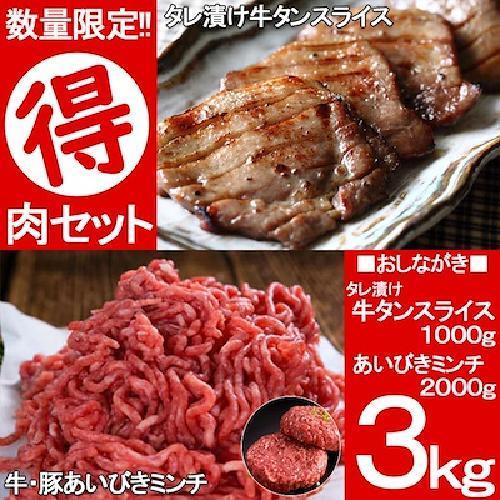 数量限定!!
得
肉セット
タレ漬け牛タンスライス
■おしながき■
タレ漬け
牛タンスライス
1000g
あいびきミンチ
2000g
3kg
牛・豚あいびきミンチ